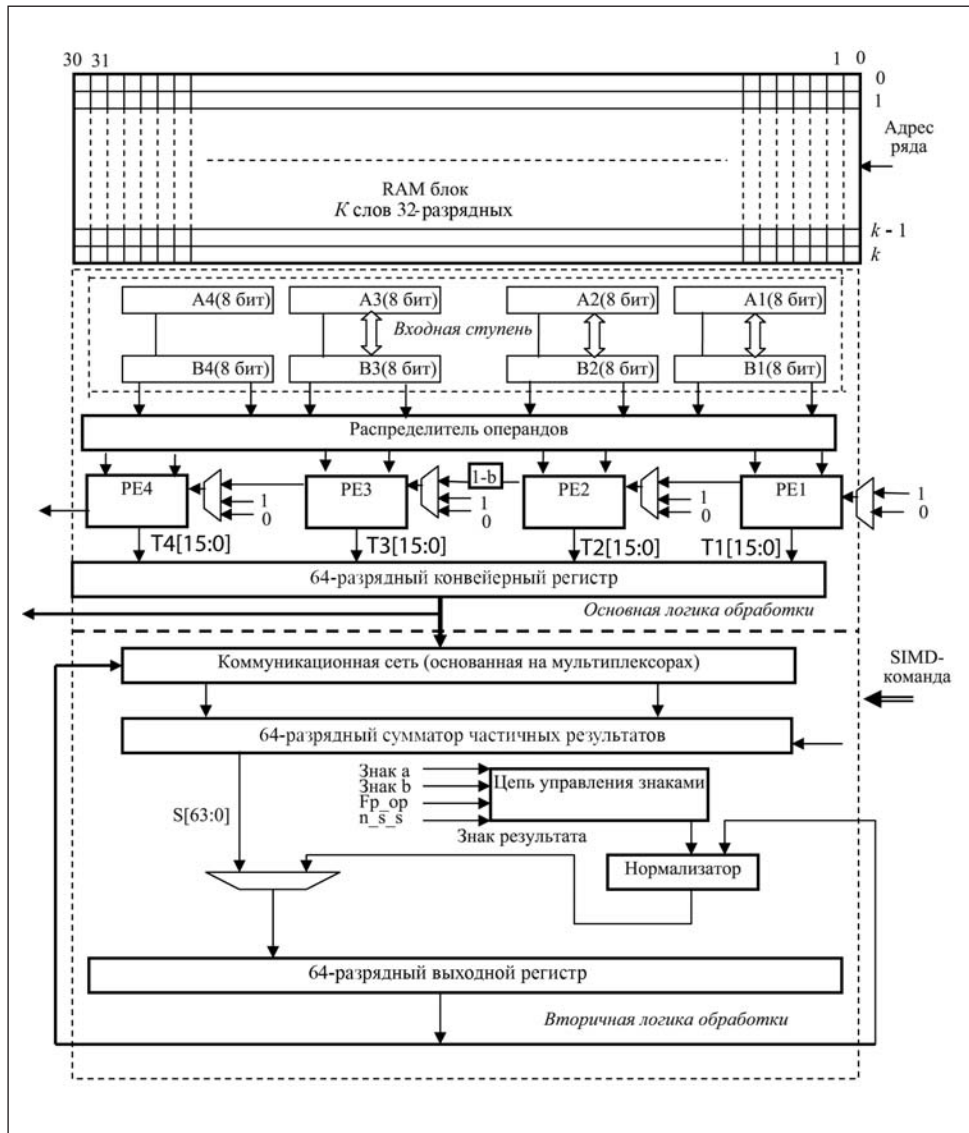 30 31 1 0
0
1
Адрес
ряда
RAM блок
K слов 32-разрядных
k - 1
k
A4(8 бит) A3(8 бит) A2(8 бит) A1(8 бит)
Входная ступень
B4(8 бит) B3(8 бит) B2(8 бит) B1(8 бит)
Распределитель операндов
PE4 PE3 1-b PE2 PE1
1 1 1 1
0 0 0 0
T4[15:0] T3[15:0] T2[15:0] T1[15:0]
64-разрядный конвейерный регистр
Основная логика обработки
Коммуникационная сеть (основанная на мультиплексорах)
SIMD-
команда
64-разрядный сумматор частичных результатов
Знак a
Знак b
Fp_op
n_s_s
Цепь управления знаками
S[63:0]
Знак результата
Нормализатор
64-разрядный выходной регистр
Вторичная логика обработки